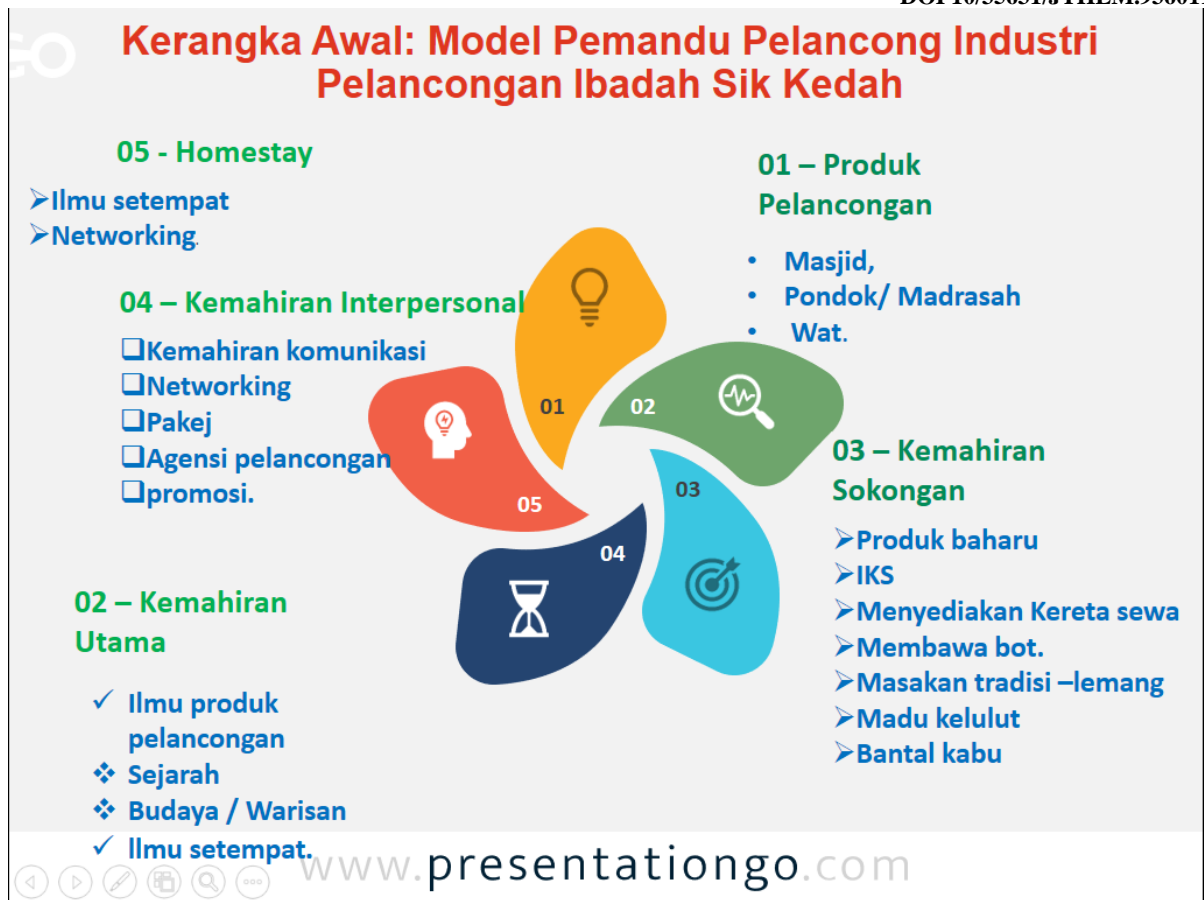 Kerangka Awal: Model Pemandu Pelancong Industri
Pelancongan Ibadah Sik Kedah
05 - Homestay
➢Ilmu setempat
➢Networking.
04 – Kemahiran Interpersonal
❑Kemahiran komunikasi
❑Networking
❑Pakej
❑Agensi pelancongan
❑promosi.
02 – Kemahiran
Utama
✓ Ilmu produk
pelancongan
❖ Sejarah
❖ Budaya / Warisan
✓ Ilmu setempat.
01
02
03
04
05
01 – Produk
Pelancongan
• Masjid,
• Pondok/ Madrasah
• Wat.
03 – Kemahiran
Sokongan
➢Produk baharu
➢IKS
➢Menyediakan Kereta sewa
➢Membawa bot.
➢Masakan tradisi –lemang
➢Madu kelulut
➢Bantal kabu
www.presentationgo.com